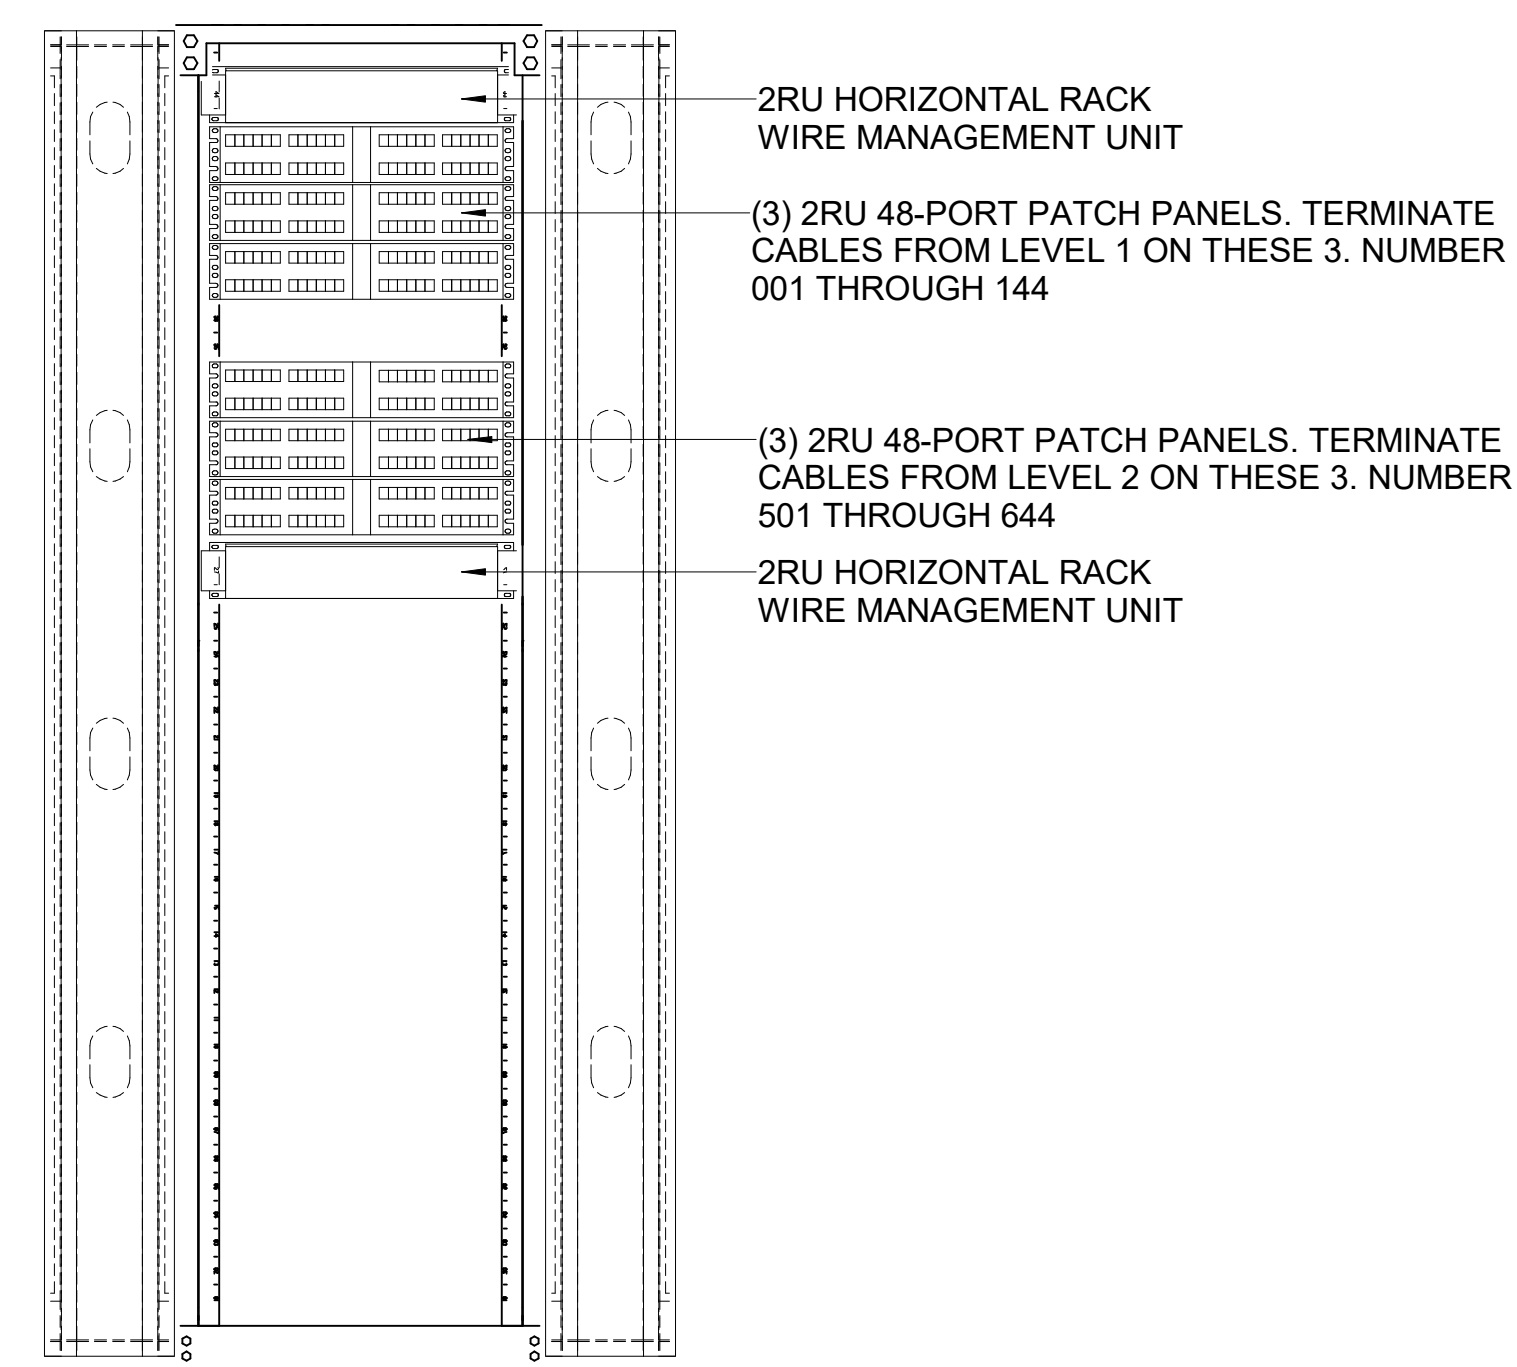 2RU HORIZONTAL RACK
WIRE MANAGEMENT UNIT
(3) 2RU 48-PORT PATCH PANELS. TERMINATE
CABLES FROM LEVEL 1 ON THESE 3. NUMBER
001 THROUGH 144
(3) 2RU 48-PORT PATCH PANELS. TERMINATE
CABLES FROM LEVEL 2 ON THESE 3. NUMBER
501 THROUGH 644
2RU HORIZONTAL RACK
WIRE MANAGEMENT UNIT